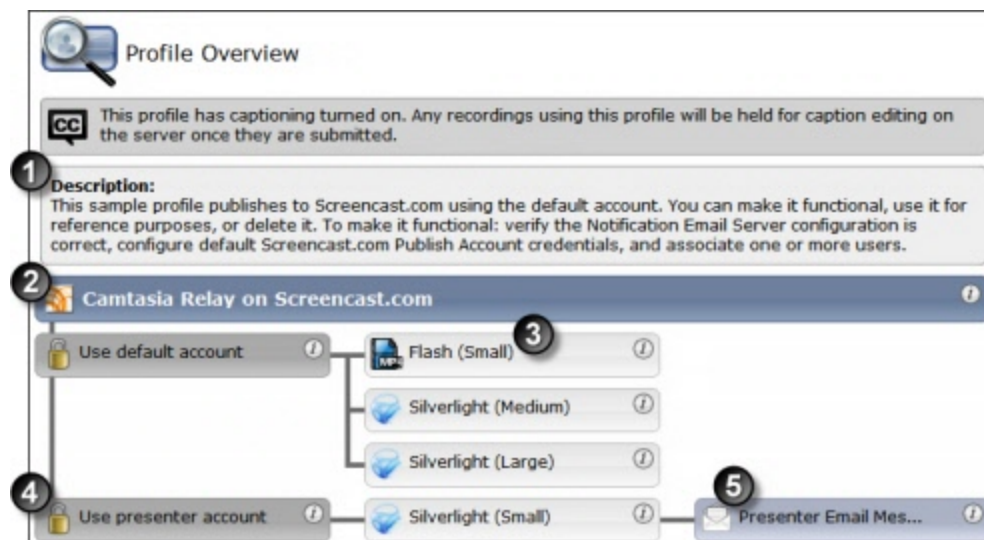 Profile Overview
CC This profile has captioning turned on. Any recordings using this profile will be held for caption editing on
the server once they are submitted.
1
Description:
This sample profile publishes to Screencast.com using the default account. You can make it functional, use it for
reference purposes, or delete it. To make it functional: verify the Notification Email Server configuration is
correct, configure default Screencast.com Publish Account credentials, and associate one or more users.
2 Camtasia Relay on Screencast.com i
3
Use default account i MP4 Flash (Small) i
Silverlight (Medium) i
Silverlight (Large) i
4 5
Use presenter account i Silverlight (Small) i Presenter Email Mes... i